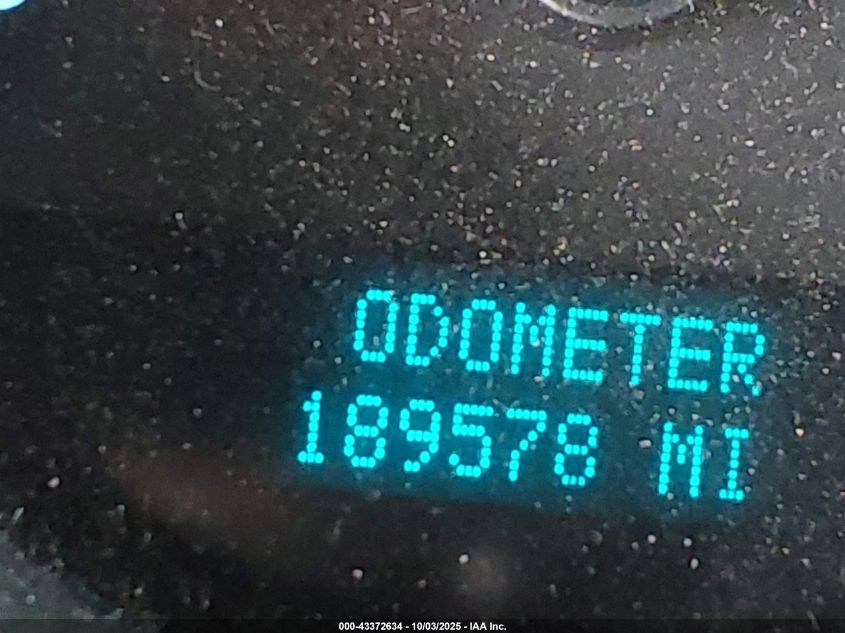 ODOMETER
189578 MI
000-43372634 - 10/03/2025 - IAA Inc.